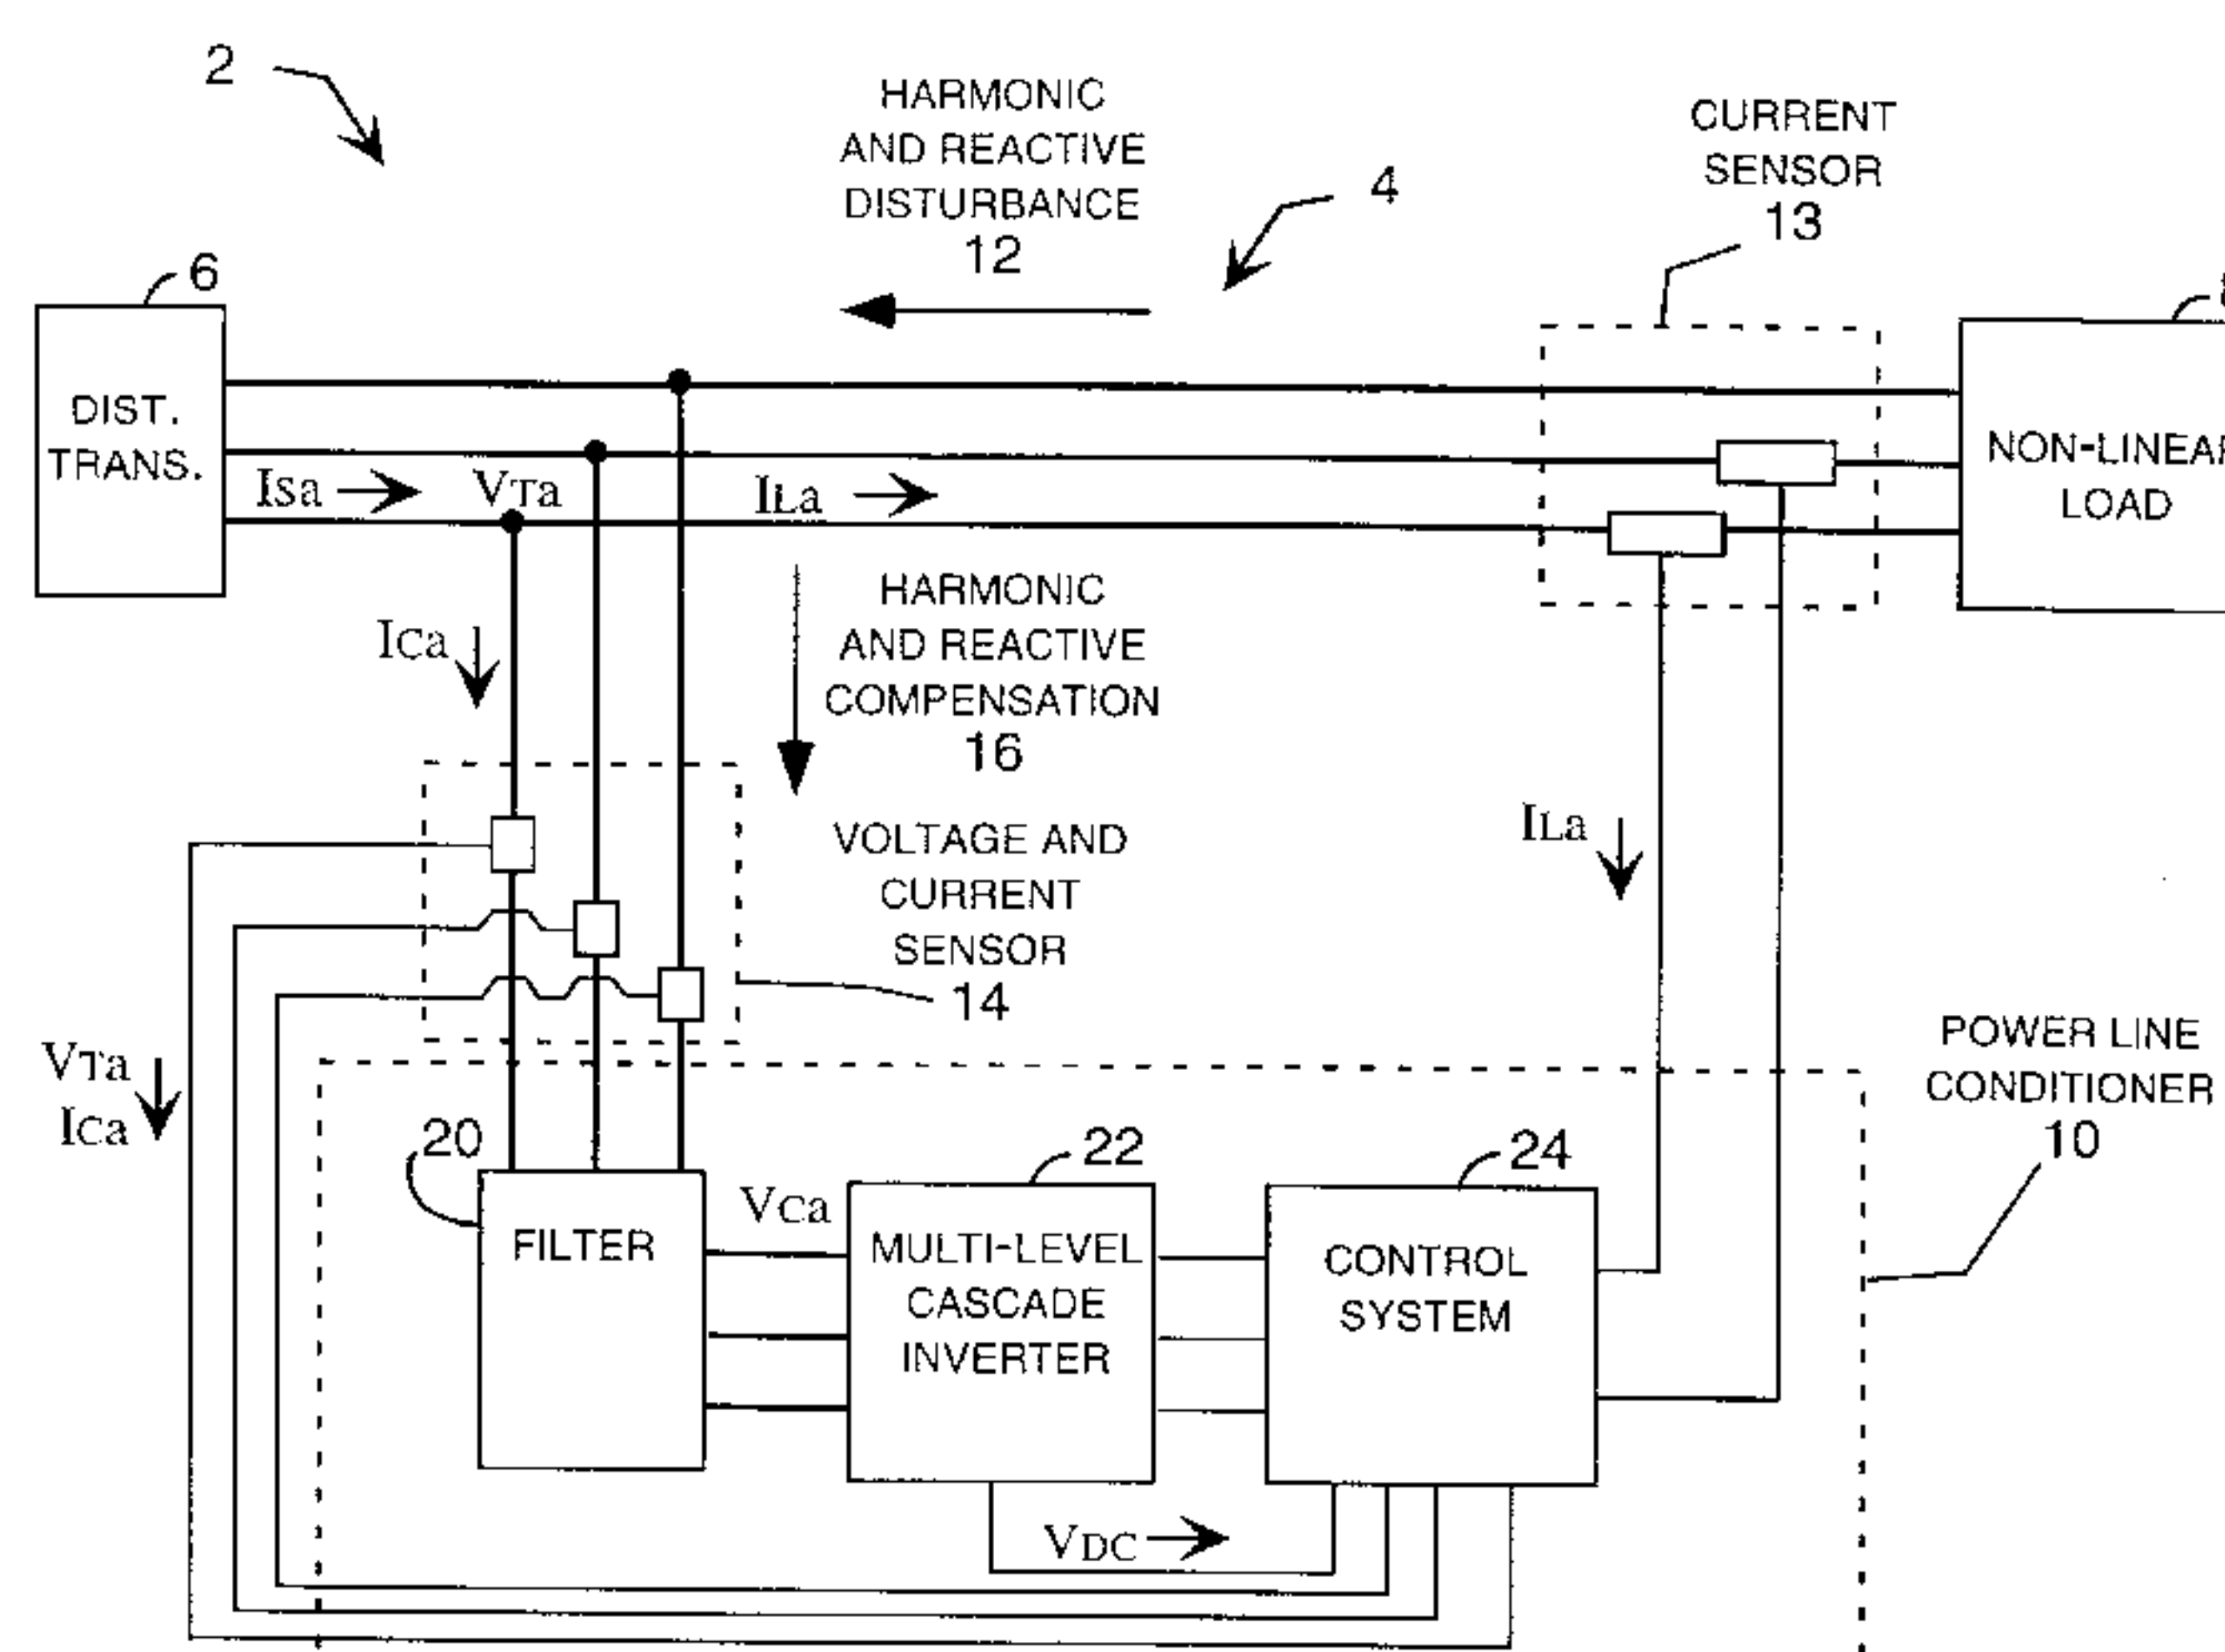 2
HARMONIC
AND REACTIVE
DISTURBANCE
12
4
CURRENT
SENSOR
13
6
DIST.
TRANS.
NON-LINEAR
LOAD
ISa
VTa
ILa
HARMONIC
AND REACTIVE
COMPENSATION
16
ICa
VOLTAGE AND
CURRENT
SENSOR
14
ILa
VTa
ICa
POWER LINE
CONDITIONER
10
20
FILTER
VCa
22
MULTI-LEVEL
CASCADE
INVERTER
24
CONTROL
SYSTEM
VDC